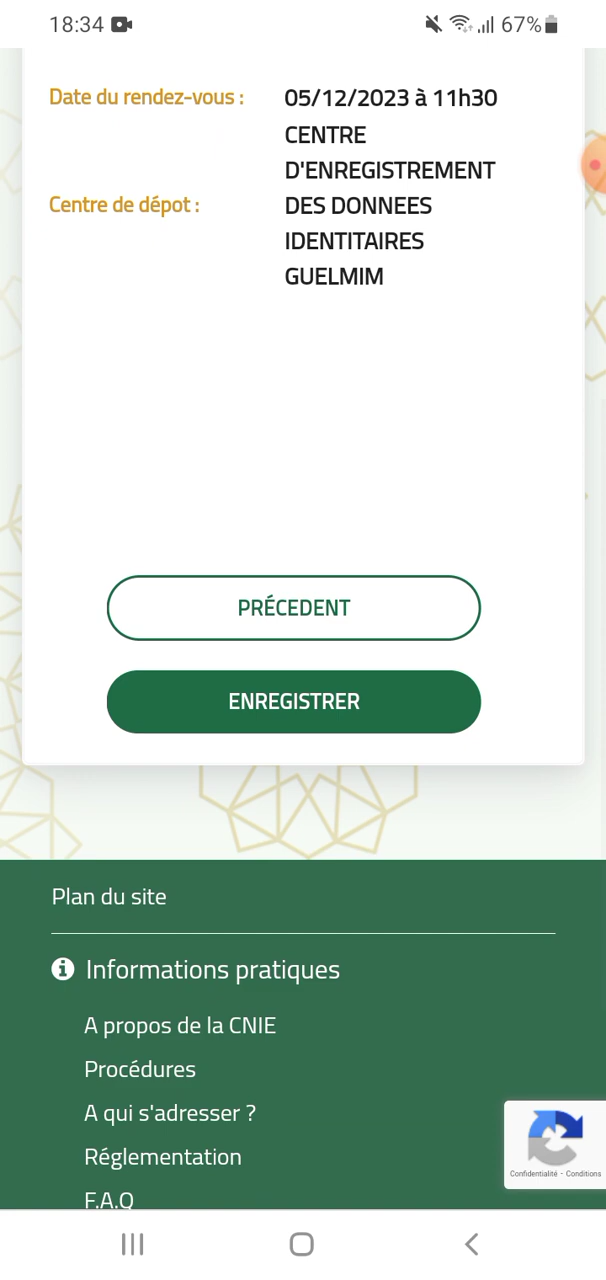 18:34
67%
Date du rendez-vous :
05/12/2023 à 11h30
Centre de dépot :
CENTRE
D'ENREGISTREMENT
DES DONNEES
IDENTITAIRES
GUELMIM
PRÉCEDENT
ENREGISTRER
Plan du site
Informations pratiques
A propos de la CNIE
Procédures
A qui s'adresser ?
Réglementation
F.A.Q
Confidentialité - Conditions